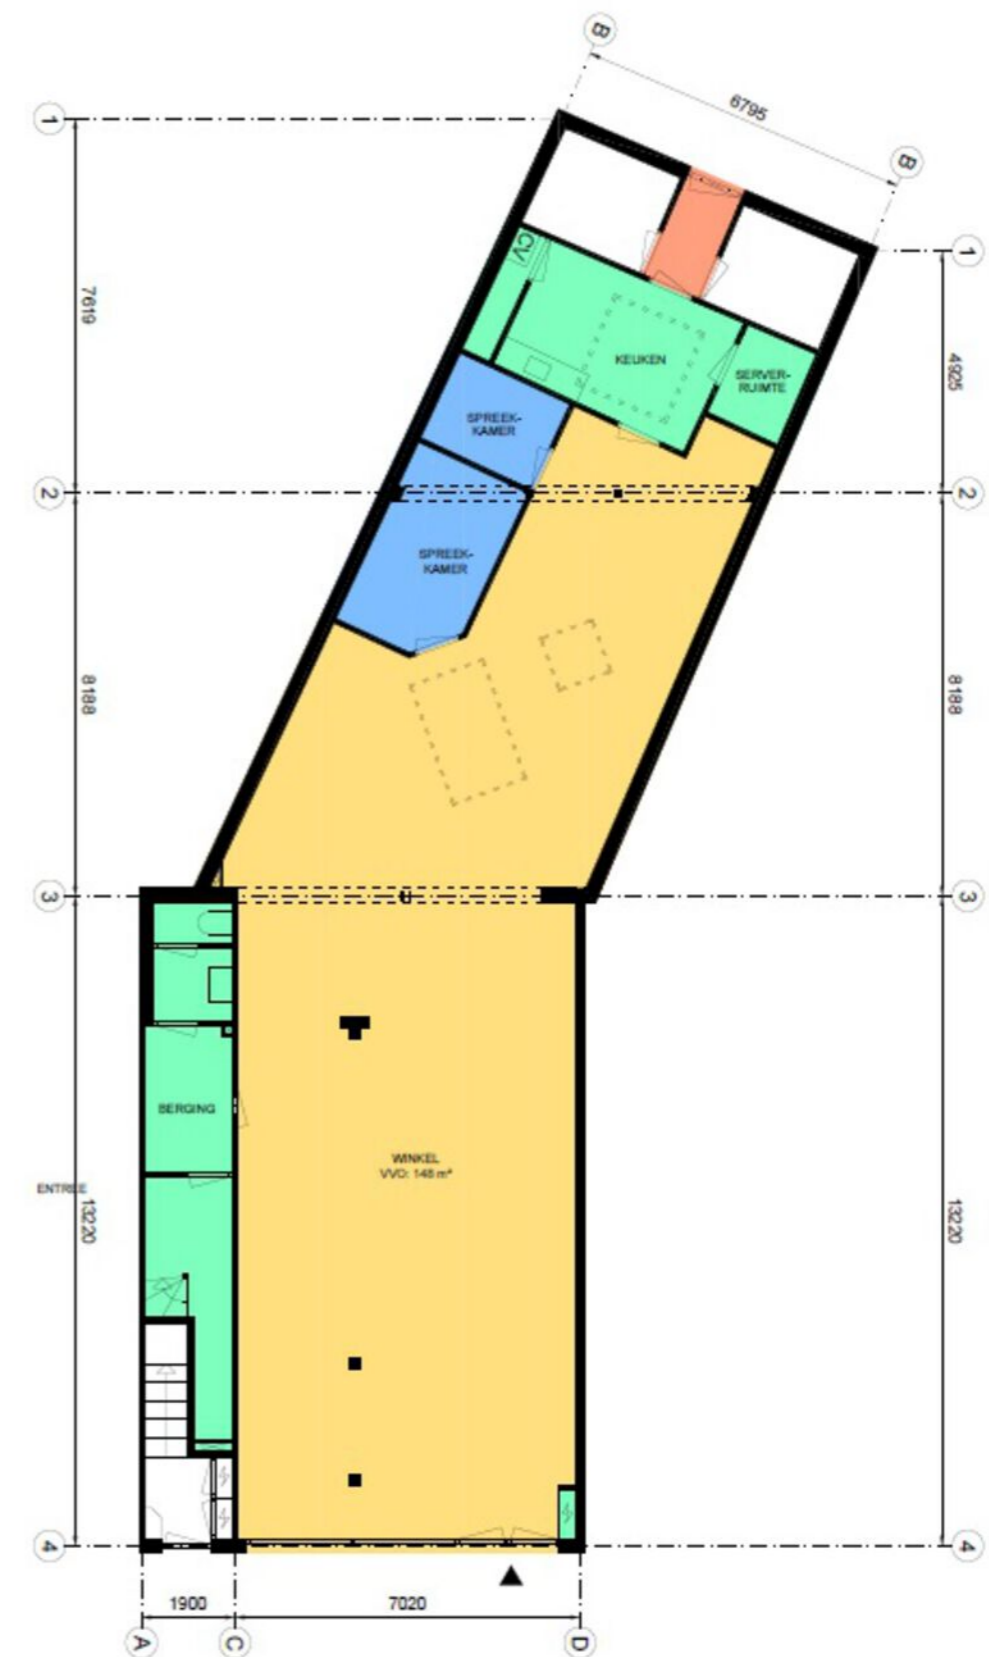 B
6795
B
1
1
CV
7619
KEUKEN
4925
SERVER-
RUIMTE
SPREEK-
KAMER
2
2
SPREEK-
KAMER
8188
8188
3
3
BERGING
WINKEL
VVO: 148 m²
ENTREE
13220
13220
4
4
1900
7020
A
C
D